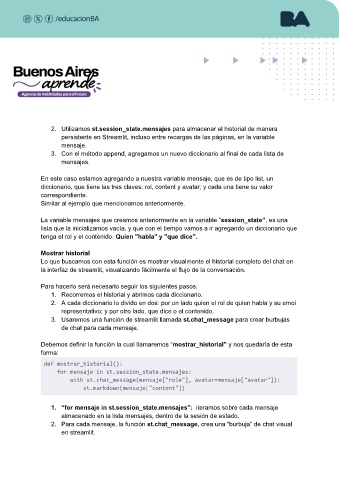 /educacionBA
BA
Buenos Aires
aprende
Agencia de Habilidades para el Futuro
2. Utilizamos st.session_state.mensajes para almacenar el historial de manera
persistente en Streamlit, incluso entre recargas de las páginas, en la variable
mensaje.
3. Con el método append, agregamos un nuevo diccionario al final de cada lista de
mensajes.
En este caso estamos agregando a nuestra variable mensaje, que es de tipo list, un
diccionario, que tiene las tres claves: rol, content y avatar; y cada una tiene su valor
correspondiente.
Similar al ejemplo que mencionamos anteriormente.
La variable mensajes que creamos anteriormente en la variable "session_state", es una
lista que la inicializamos vacía, y que con el tiempo vamos a ir agregando un diccionario que
tenga el rol y el contenido. Quien "habla" y "que dice".
Mostrar historial
Lo que buscamos con esta función es mostrar visualmente el historial completo del chat en
la interfaz de streamlit, visualizando fácilmente el flujo de la conversación.
Para hacerlo será necesario seguir los siguientes pasos:
1. Recorremos el historial y abrimos cada diccionario.
2. A cada diccionario lo divido en dos: por un lado quien el rol de quien habla y su emoi
representativo; y por otro lado, que dice o el contenido.
3. Usaremos una función de streamlit llamada st.chat_message para crear burbujas
de chat para cada mensaje.
Debemos definir la función la cual llamaremos "mostrar_historial" y nos quedaría de esta
forma:
def mostrar_historial():
for mensaje in st.session_state.mensajes:
with st.chat_message(mensaje["role"], avatar=mensaje["avatar"]):
st.markdown(mensaje["content"])
1. "for mensaje in st.session_state.mensajes": iteramos sobre cada mensaje
almacenado en la lista mensajes, dentro de la sesión de estado.
2. Para cada mensaje, la función st.chat_message, crea una "burbuja" de chat visual
en streamlit.